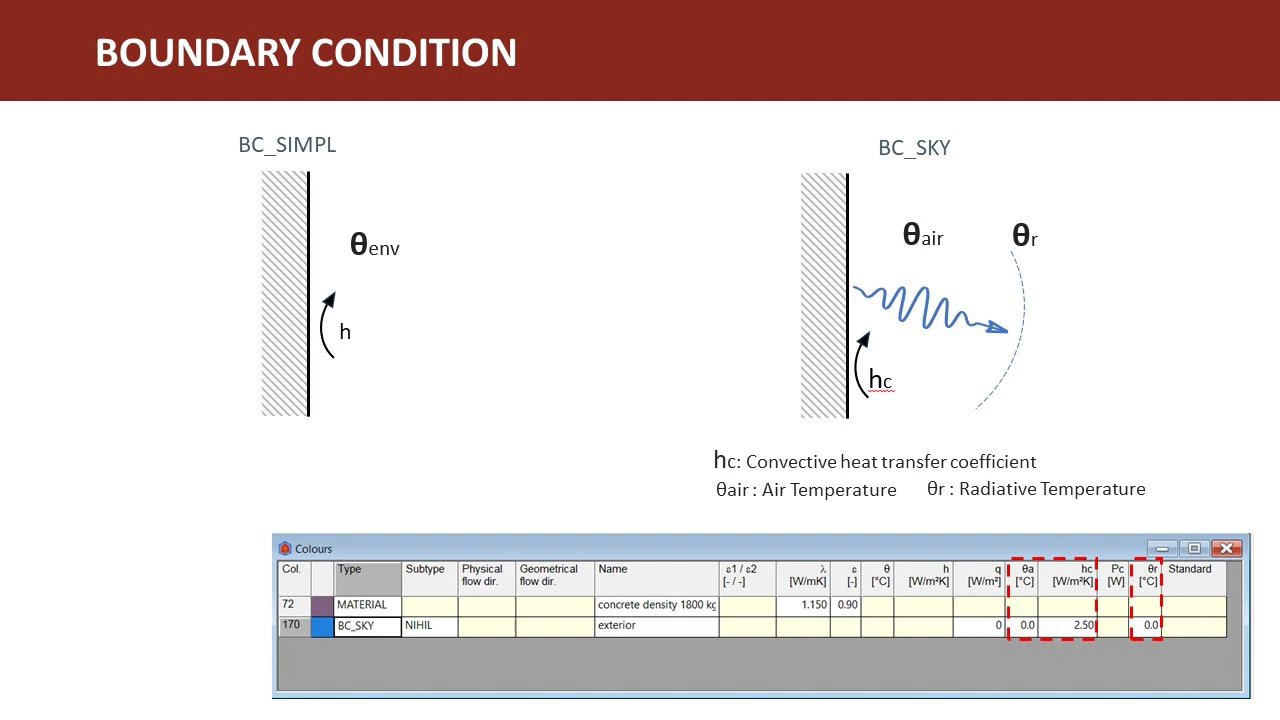 BOUNDARY CONDITION
BC_SIMPL
BC_SKY
θenv
h
θair
θr
hc
hc: Convective heat transfer coefficient
θair : Air Temperature θr : Radiative Temperature
Colours
Col. Type Subtype Physical flow dir. Geometrical flow dir. Name ε1 / ε2 [- / -] λ [W/mK] ε [-] θ [°C] h [W/m²K] q [W/m²] θa [°C] hc [W/m²K] Pc [W] θr [°C] Standard
72 MATERIAL concrete density 1800 kg 1.150 0.90
170 BC_SKY NIHIL exterior 0 0.0 2.50 0.0